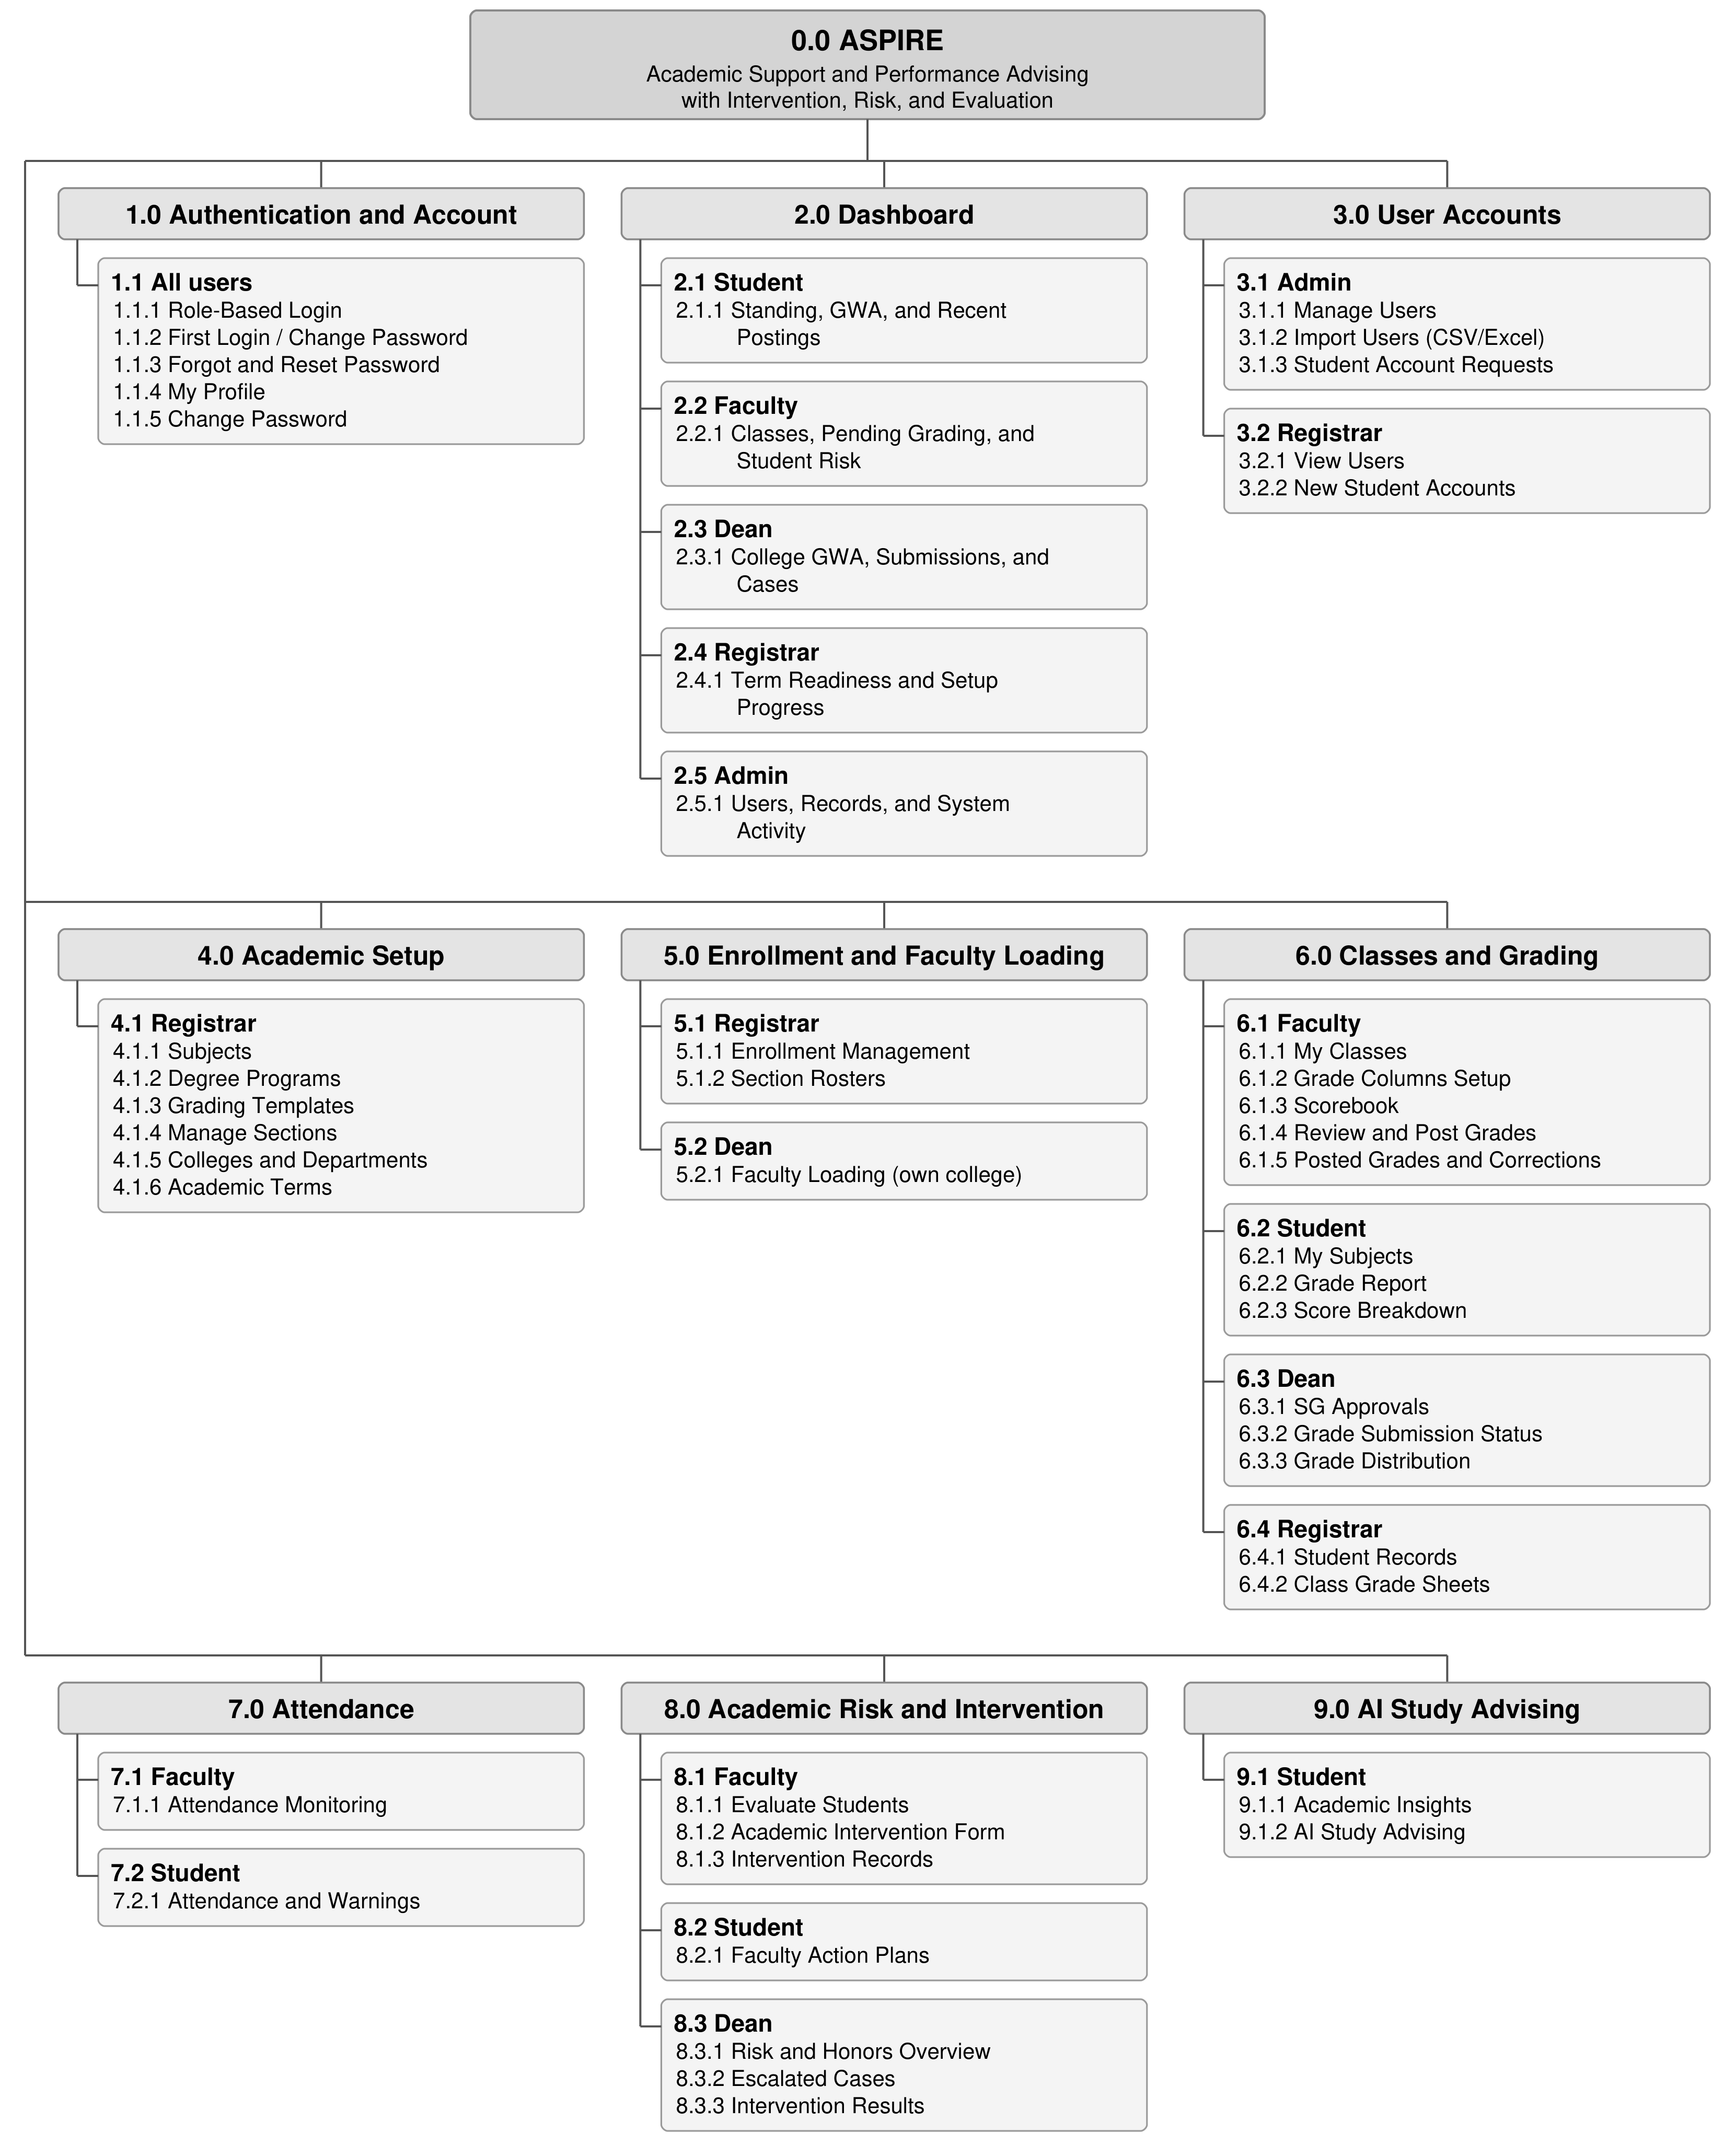 0.0 ASPIRE
Academic Support and Performance Advising
with Intervention, Risk, and Evaluation
1.0 Authentication and Account
1.1 All users
1.1.1 Role-Based Login
1.1.2 First Login / Change Password
1.1.3 Forgot and Reset Password
1.1.4 My Profile
1.1.5 Change Password
2.0 Dashboard
2.1 Student
2.1.1 Standing, GWA, and Recent
Postings
2.2 Faculty
2.2.1 Classes, Pending Grading, and
Student Risk
2.3 Dean
2.3.1 College GWA, Submissions, and
Cases
2.4 Registrar
2.4.1 Term Readiness and Setup
Progress
2.5 Admin
2.5.1 Users, Records, and System
Activity
3.0 User Accounts
3.1 Admin
3.1.1 Manage Users
3.1.2 Import Users (CSV/Excel)
3.1.3 Student Account Requests
3.2 Registrar
3.2.1 View Users
3.2.2 New Student Accounts
4.0 Academic Setup
4.1 Registrar
4.1.1 Subjects
4.1.2 Degree Programs
4.1.3 Grading Templates
4.1.4 Manage Sections
4.1.5 Colleges and Departments
4.1.6 Academic Terms
5.0 Enrollment and Faculty Loading
5.1 Registrar
5.1.1 Enrollment Management
5.1.2 Section Rosters
5.2 Dean
5.2.1 Faculty Loading (own college)
6.0 Classes and Grading
6.1 Faculty
6.1.1 My Classes
6.1.2 Grade Columns Setup
6.1.3 Scorebook
6.1.4 Review and Post Grades
6.1.5 Posted Grades and Corrections
6.2 Student
6.2.1 My Subjects
6.2.2 Grade Report
6.2.3 Score Breakdown
6.3 Dean
6.3.1 SG Approvals
6.3.2 Grade Submission Status
6.3.3 Grade Distribution
6.4 Registrar
6.4.1 Student Records
6.4.2 Class Grade Sheets
7.0 Attendance
7.1 Faculty
7.1.1 Attendance Monitoring
7.2 Student
7.2.1 Attendance and Warnings
8.0 Academic Risk and Intervention
8.1 Faculty
8.1.1 Evaluate Students
8.1.2 Academic Intervention Form
8.1.3 Intervention Records
8.2 Student
8.2.1 Faculty Action Plans
8.3 Dean
8.3.1 Risk and Honors Overview
8.3.2 Escalated Cases
8.3.3 Intervention Results
9.0 AI Study Advising
9.1 Student
9.1.1 Academic Insights
9.1.2 AI Study Advising